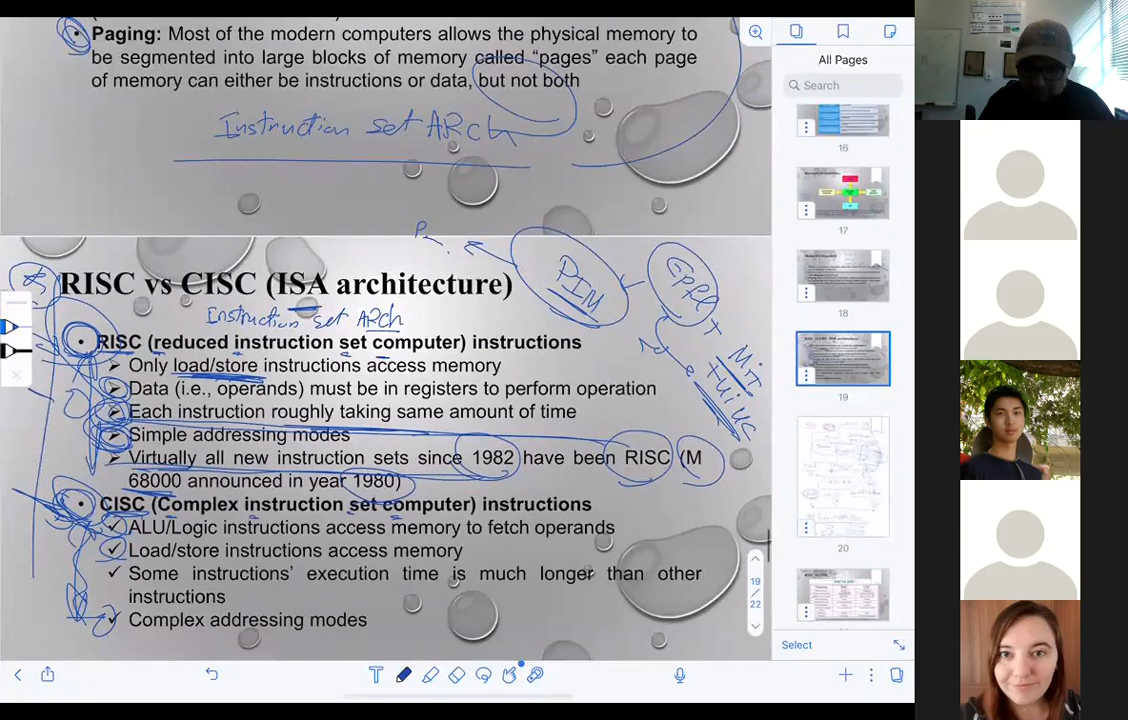 Paging: Most of the modern computers allows the physical memory to
be segmented into large blocks of memory called “pages” each page
of memory can either be instructions or data, but not both
Instruction set ARch
RISC vs CISC (ISA architecture)
Instruction set ARch
PIM
+
RISC (reduced instruction set computer) instructions
Only load/store instructions access memory
Data (i.e., operands) must be in registers to perform operation
Each instruction roughly taking same amount of time
Simple addressing modes
Virtually all new instruction sets since 1982 have been RISC (M
68000 announced in year 1980)
CISC (Complex instruction set computer) instructions
ALU/Logic instructions access memory to fetch operands
Load/store instructions access memory
Some instructions’ execution time is much longer than other
instructions
Complex addressing modes
19
/
22
All Pages
Search
16
17
18
19
20
Select